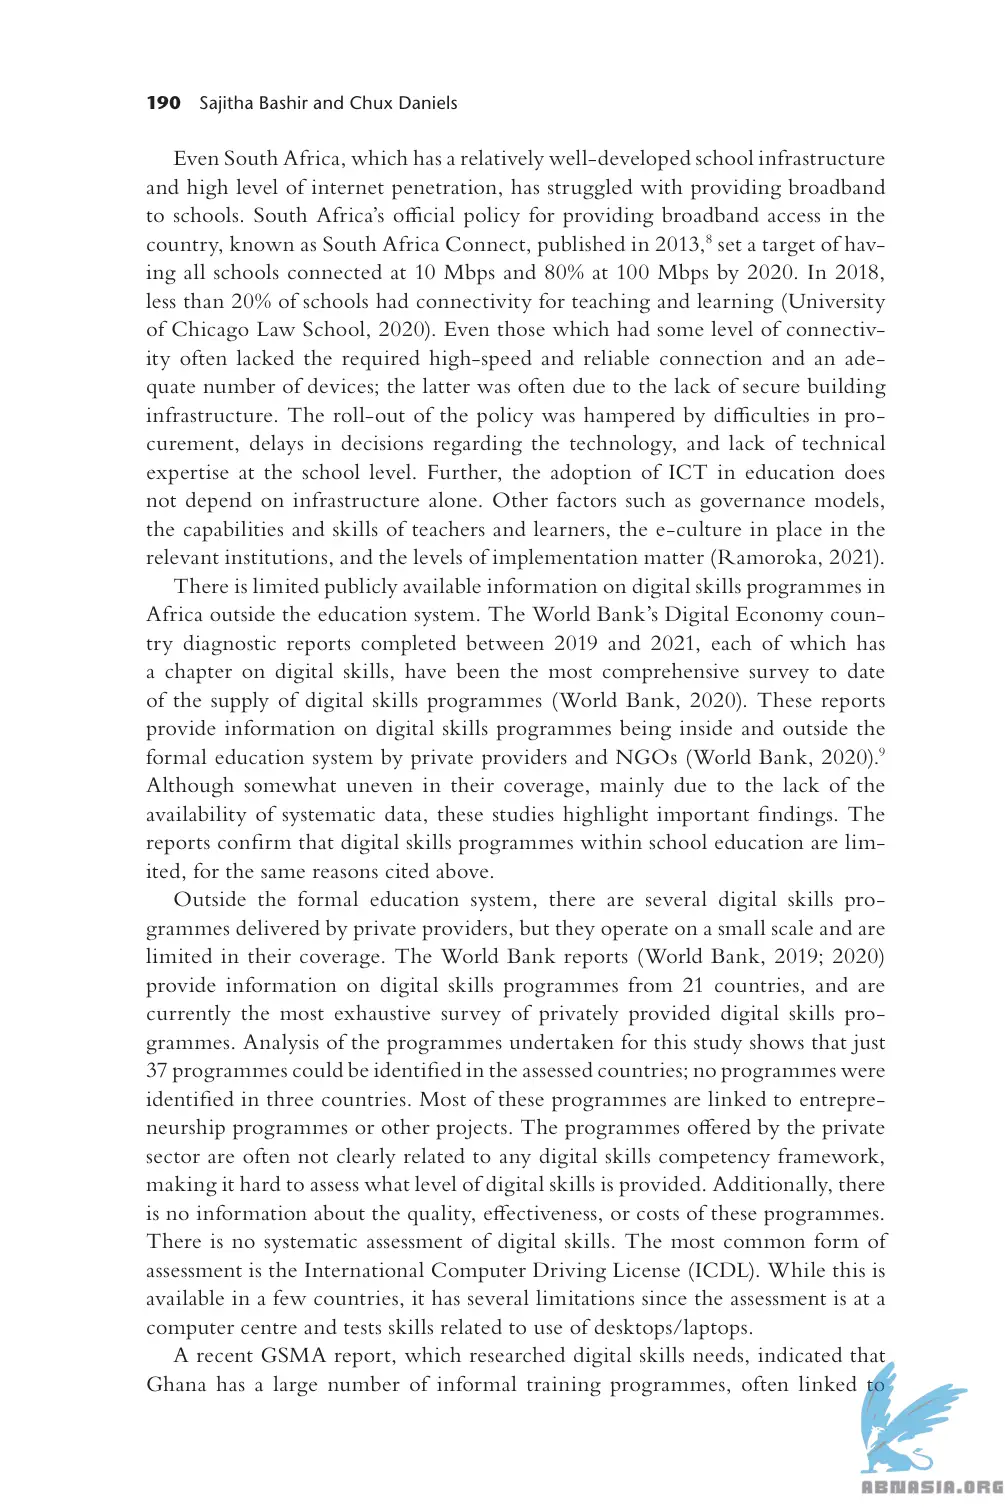 190 Sajitha Bashir and Chux Daniels
Even South Africa, which has a relatively well-developed school infrastructure
and high level of internet penetration, has struggled with providing broadband
to schools. South Africa’s official policy for providing broadband access in the
country, known as South Africa Connect, published in 2013,8 set a target of hav-
ing all schools connected at 10 Mbps and 80% at 100 Mbps by 2020. In 2018,
less than 20% of schools had connectivity for teaching and learning (University
of Chicago Law School, 2020). Even those which had some level of connectiv-
ity often lacked the required high-speed and reliable connection and an ade-
quate number of devices; the latter was often due to the lack of secure building
infrastructure. The roll-out of the policy was hampered by difficulties in pro-
curement, delays in decisions regarding the technology, and lack of technical
expertise at the school level. Further, the adoption of ICT in education does
not depend on infrastructure alone. Other factors such as governance models,
the capabilities and skills of teachers and learners, the e-culture in place in the
relevant institutions, and the levels of implementation matter (Ramoroka, 2021).
There is limited publicly available information on digital skills programmes in
Africa outside the education system. The World Bank’s Digital Economy coun-
try diagnostic reports completed between 2019 and 2021, each of which has
a chapter on digital skills, have been the most comprehensive survey to date
of the supply of digital skills programmes (World Bank, 2020). These reports
provide information on digital skills programmes being inside and outside the
formal education system by private providers and NGOs (World Bank, 2020).9
Although somewhat uneven in their coverage, mainly due to the lack of the
availability of systematic data, these studies highlight important findings. The
reports confirm that digital skills programmes within school education are lim-
ited, for the same reasons cited above.
Outside the formal education system, there are several digital skills pro-
grammes delivered by private providers, but they operate on a small scale and are
limited in their coverage. The World Bank reports (World Bank, 2019; 2020)
provide information on digital skills programmes from 21 countries, and are
currently the most exhaustive survey of privately provided digital skills pro-
grammes. Analysis of the programmes undertaken for this study shows that just
37 programmes could be identified in the assessed countries; no programmes were
identified in three countries. Most of these programmes are linked to entrepre-
neurship programmes or other projects. The programmes offered by the private
sector are often not clearly related to any digital skills competency framework,
making it hard to assess what level of digital skills is provided. Additionally, there
is no information about the quality, effectiveness, or costs of these programmes.
There is no systematic assessment of digital skills. The most common form of
assessment is the International Computer Driving License (ICDL). While this is
available in a few countries, it has several limitations since the assessment is at a
computer centre and tests skills related to use of desktops/laptops.
A recent GSMA report, which researched digital skills needs, indicated that
Ghana has a large number of informal training programmes, often linked to
ABNASIA.ORG